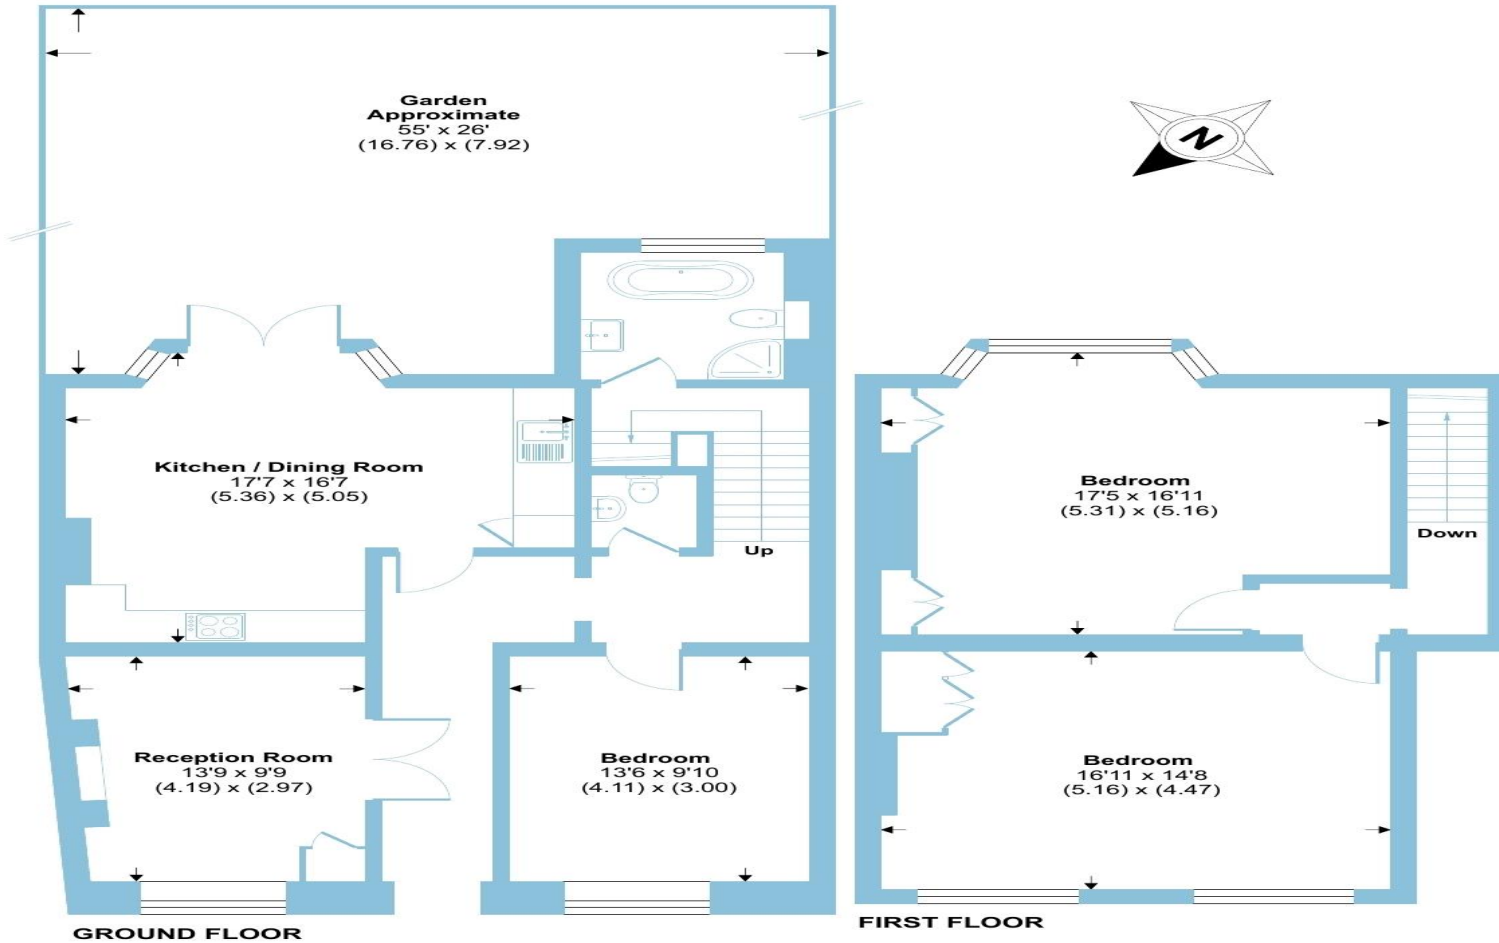 Garden
Approximate
55' x 26'
(16.76) x (7.92)
N
Kitchen / Dining Room
17'7 x 16'7
(5.36) x (5.05)
Up
Bedroom
17'5 x 16'11
(5.31) x (5.16)
Down
Reception Room
13'9 x 9'9
(4.19) x (2.97)
Bedroom
13'6 x 9'10
(4.11) x (3.00)
Bedroom
16'11 x 14'8
(5.16) x (4.47)
GROUND FLOOR
FIRST FLOOR